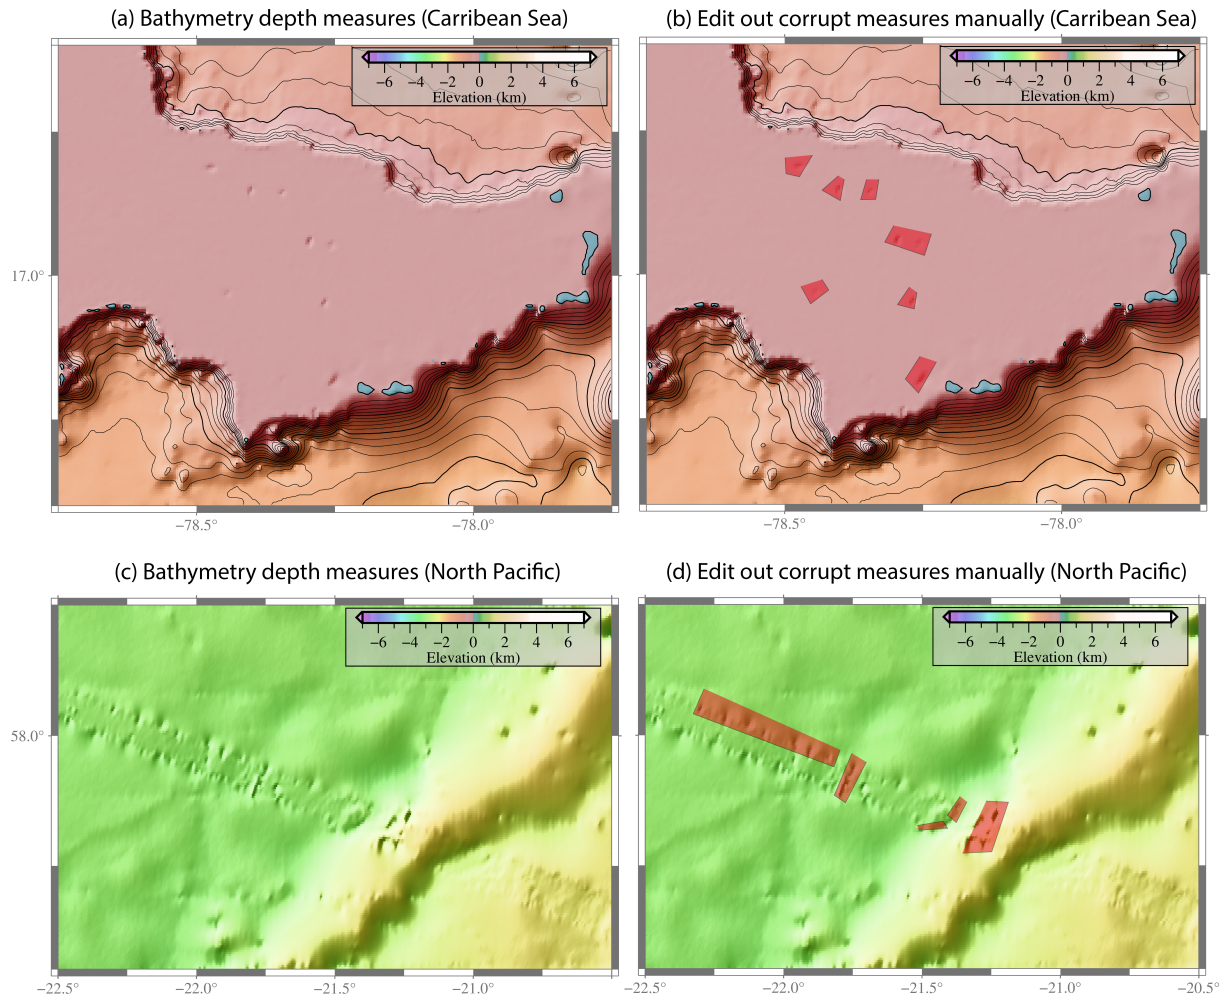 (a) Bathymetry depth measures (Carribean Sea)
(b) Edit out corrupt measures manually (Carribean Sea)
−6 −4 −2 0 2 4 6
Elevation (km)
−6 −4 −2 0 2 4 6
Elevation (km)
17.0°
−78.5° −78.0°
−78.5° −78.0°
(c) Bathymetry depth measures (North Pacific)
(d) Edit out corrupt measures manually (North Pacific)
−6 −4 −2 0 2 4 6
Elevation (km)
−6 −4 −2 0 2 4 6
Elevation (km)
58.0°
−22.5° −22.0° −21.5° −21.0°
−22.5° −22.0° −21.5° −21.0° −20.5°